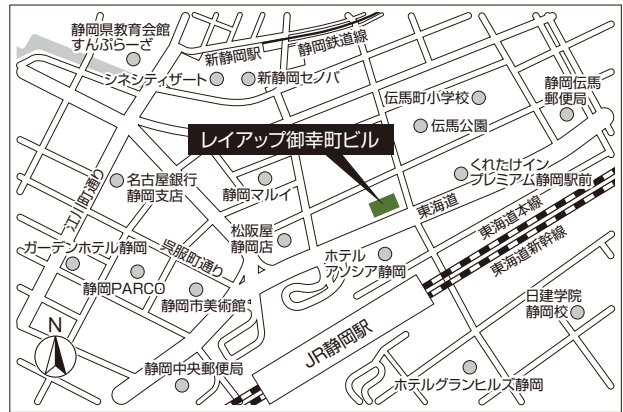 静岡県教育会館
すんぷらーざ
新静岡駅
静岡鉄道線
シネシティザート
新静岡セノバ
伝馬町小学校
静岡伝馬
郵便局
伝馬公園
レイアップ御幸町ビル
くれたけイン
プレミアム静岡駅前
江川町通り
名古屋銀行
静岡支店
静岡マルイ
東海道
東海道本線
東海道新幹線
松阪屋
静岡店
呉服町通り
ガーデンホテル静岡
ホテル
アソシア静岡
静岡PARCO
静岡市美術館
日建学院
静岡校
N
JR静岡駅
静岡中央郵便局
ホテルグランヒルズ静岡